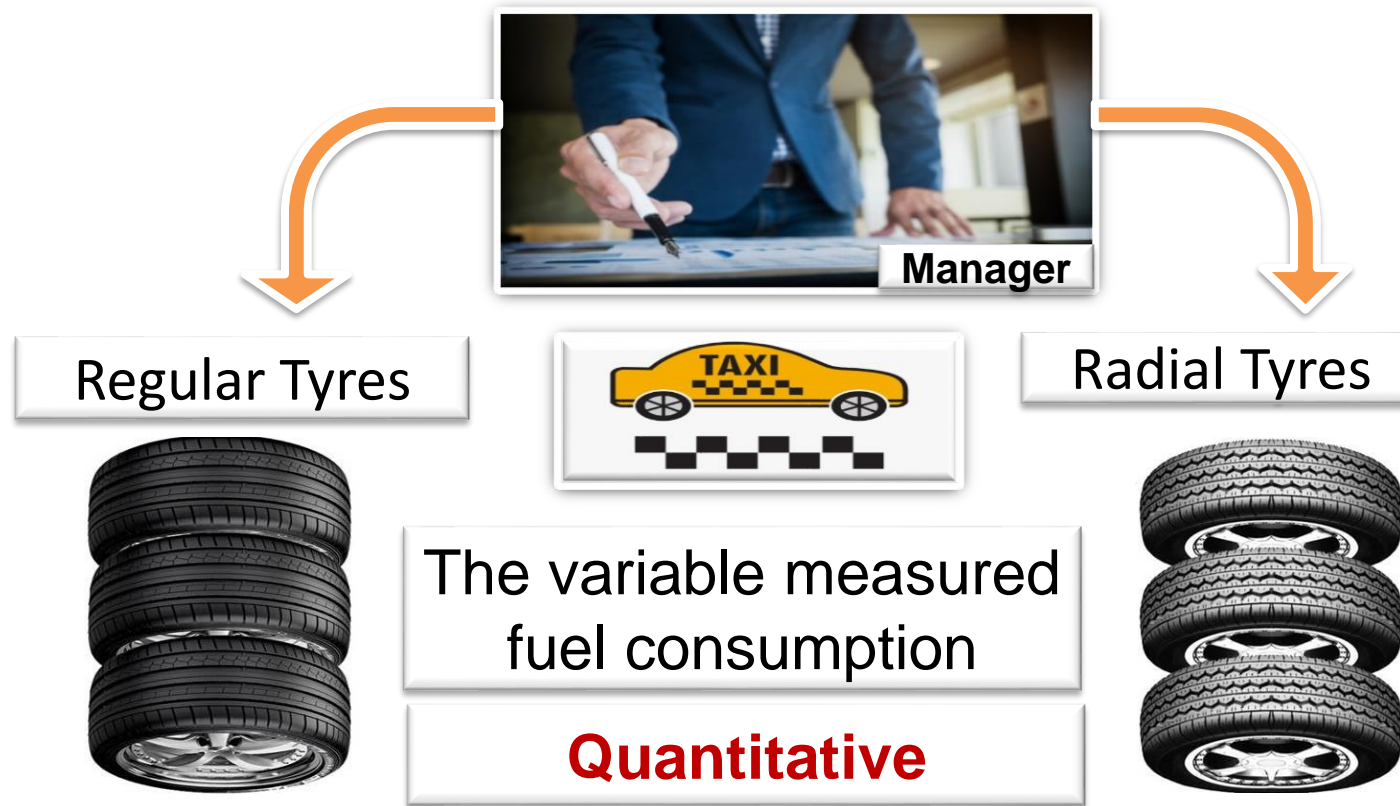 Manager
Regular Tyres
TAXI
Radial Tyres
The variable measured
fuel consumption
Quantitative